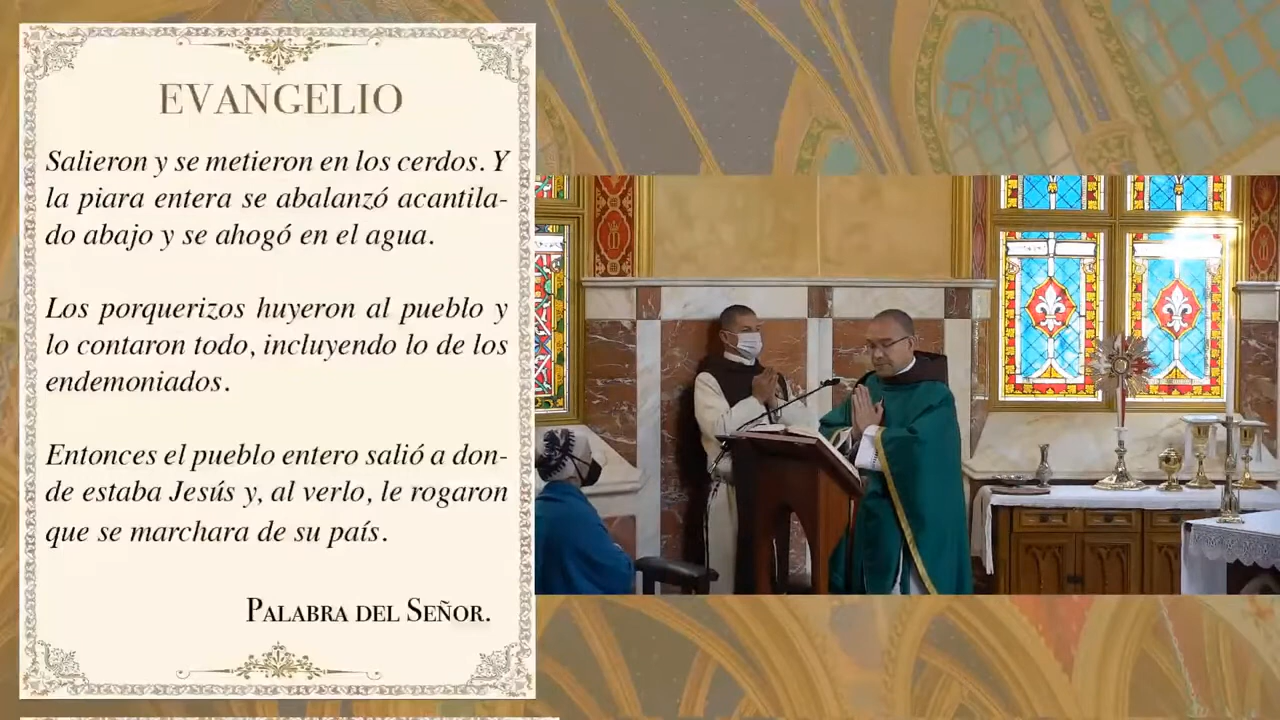 EVANGELIO
Salieron y se metieron en los cerdos. Y
la piara entera se abalanzó acantila-
do abajo y se ahogó en el agua.
Los porquerizos huyeron al pueblo y
lo contaron todo, incluyendo lo de los
endemoniados.
Entonces el pueblo entero salió a don-
de estaba Jesús y, al verlo, le rogaron
que se marchara de su país.
PALABRA DEL SEÑOR.